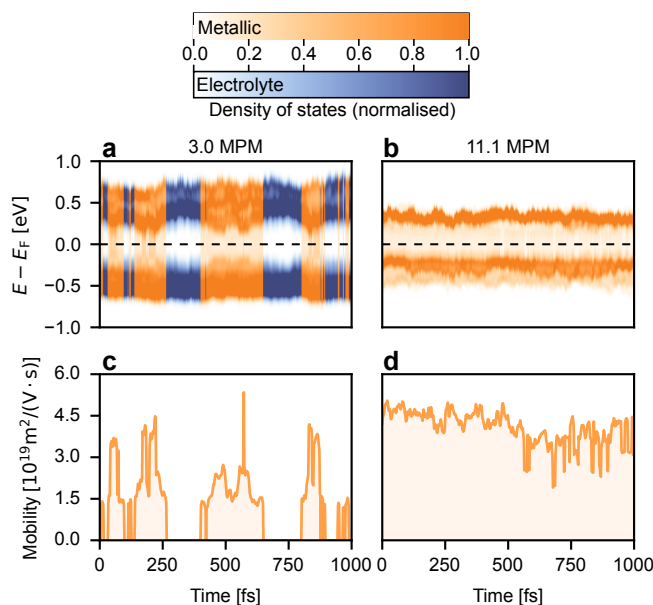 Metallic
0.0 0.2 0.4 0.6 0.8 1.0
Electrolyte
Density of states (normalised)
a 3.0 MPM b 11.1 MPM
1.0
0.5
0.0
−0.5
−1.0
E − E_F [eV]
c d
6.0
4.5
3.0
1.5
0.0
Mobility [10¹⁹m²/(V · s)]
0 250 500 750 1000 0 250 500 750 1000
Time [fs] Time [fs]